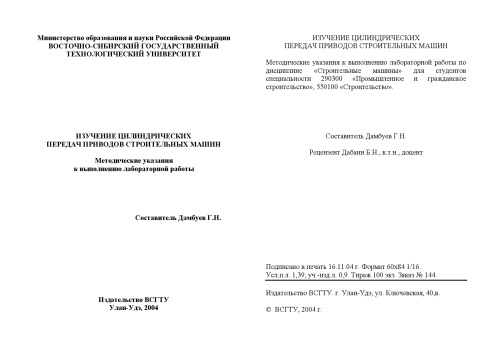 Министерство образования и науки Российской Федерации
ВОСТОЧНО-СИБИРСКИЙ ГОСУДАРСТВЕННЫЙ
ТЕХНОЛОГИЧЕСКИЙ УНИВЕРСИТЕТ
ИЗУЧЕНИЕ ЦИЛИНДРИЧЕСКИХ
ПЕРЕДАЧ ПРИВОДОВ СТРОИТЕЛЬНЫХ МАШИН
Методические указания
к выполнению лабораторной работы
Составитель Дамбуев Г.Н.
Издательство ВСГТУ
Улан-Удэ, 2004
ИЗУЧЕНИЕ ЦИЛИНДРИЧЕСКИХ
ПЕРЕДАЧ ПРИВОДОВ СТРОИТЕЛЬНЫХ МАШИН
Методические указания к выполнению лабораторной работы по
дисциплине «Строительные машины» для студентов
специальности 290300 «Промышленное и гражданское
строительство», 550100 «Строительство».
Составитель Дамбуев Г.Н.
Рецензент Дабаин Б.Н., к.т.н., доцент
Подписано в печать 16.11.04 г. Формат 60х84 1/16.
Усл.п.л. 1,39, уч.-изд.л. 0,9. Тираж 100 экз. Заказ № 144.
Издательство ВСГТУ. г. Улан-Удэ, ул. Ключевская, 40,в.
© ВСГТУ, 2004 г.